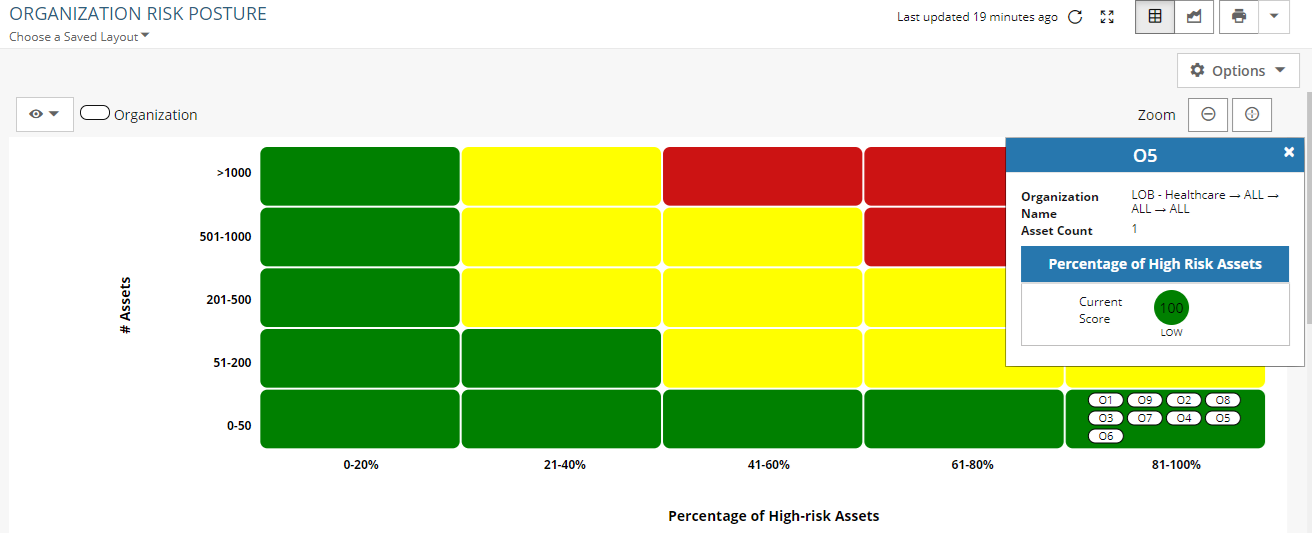 ORGANIZATION RISK POSTURE
Last updated 19 minutes ago
Choose a Saved Layout
Options
Organization
Zoom
O5
Organization Name
LOB - Healthcare → ALL →
ALL → ALL
Asset Count 1
Percentage of High Risk Assets
Current Score
100
LOW
# Assets
>1000
501-1000
201-500
51-200
0-50
O1 O9 O2 O8
O3 O7 O4 O5
O6
0-20% 21-40% 41-60% 61-80% 81-100%
Percentage of High-risk Assets